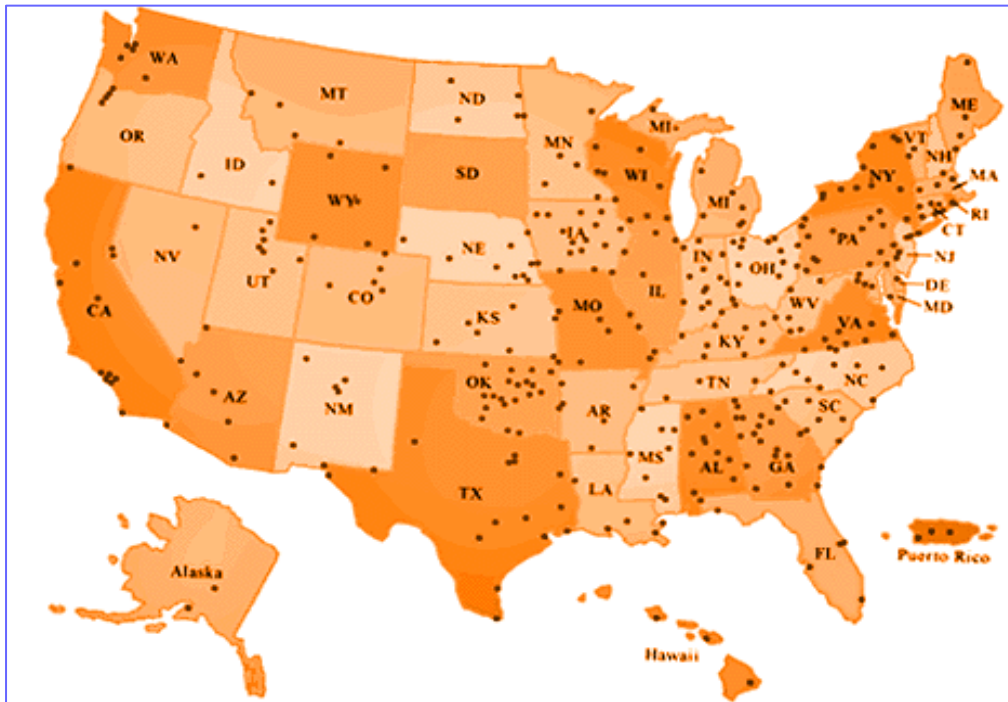 WA
MT
ND
ME
OR
MN
MI
VT
NH
ID
SD
WI
NY
MA
WY
MI
RI
CT
NV
NE
IA
PA
NJ
UT
CO
IL
IN
OH
DE
CA
KS
MO
WV
MD
KY
VA
AZ
NM
OK
TN
NC
AR
SC
MS
AL
GA
TX
LA
FL
Puerto Rico
Alaska
Hawaii